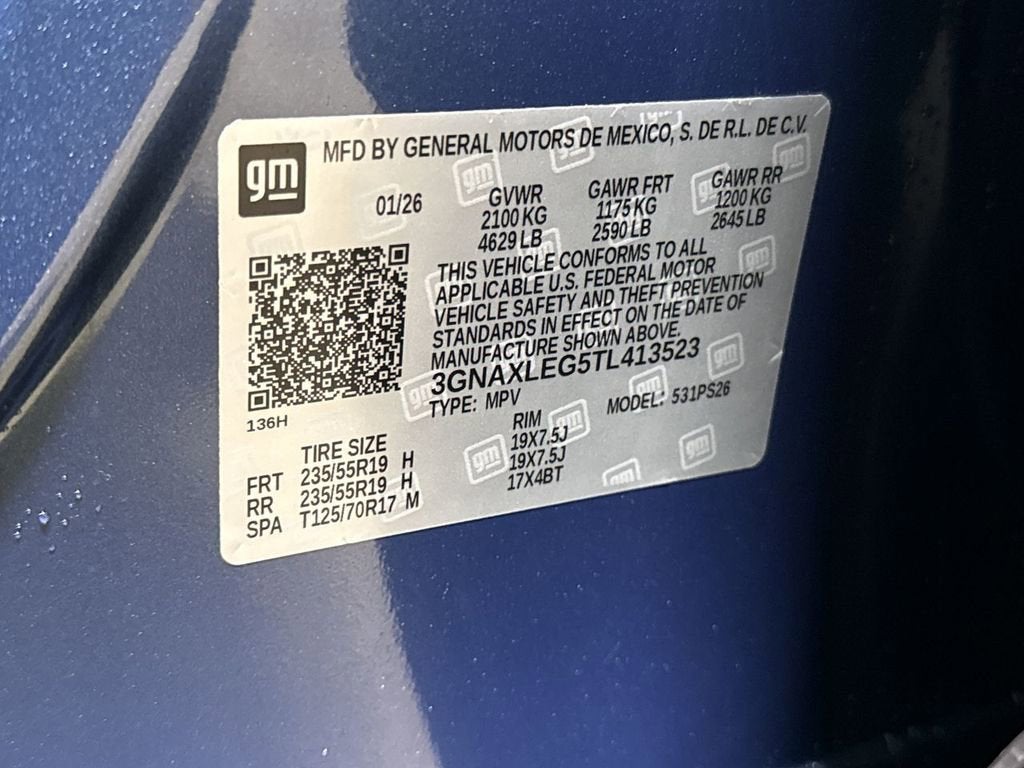 gm MFD BY GENERAL MOTORS DE MEXICO, S. DE R.L. DE C.V.
01/26 GVWR GAWR FRT GAWR RR
2100 KG 1175 KG 1200 KG
4629 LB 2590 LB 2645 LB
THIS VEHICLE CONFORMS TO ALL
APPLICABLE U.S. FEDERAL MOTOR
VEHICLE SAFETY AND THEFT PREVENTION
STANDARDS IN EFFECT ON THE DATE OF
MANUFACTURE SHOWN ABOVE.
3GNAXLEG5TL413523
TYPE: MPV MODEL: 531PS26
136H
TIRE SIZE RIM
FRT 235/55R19 H 19X7.5J
RR 235/55R19 H 19X7.5J
SPA T125/70R17 M 17X4BT